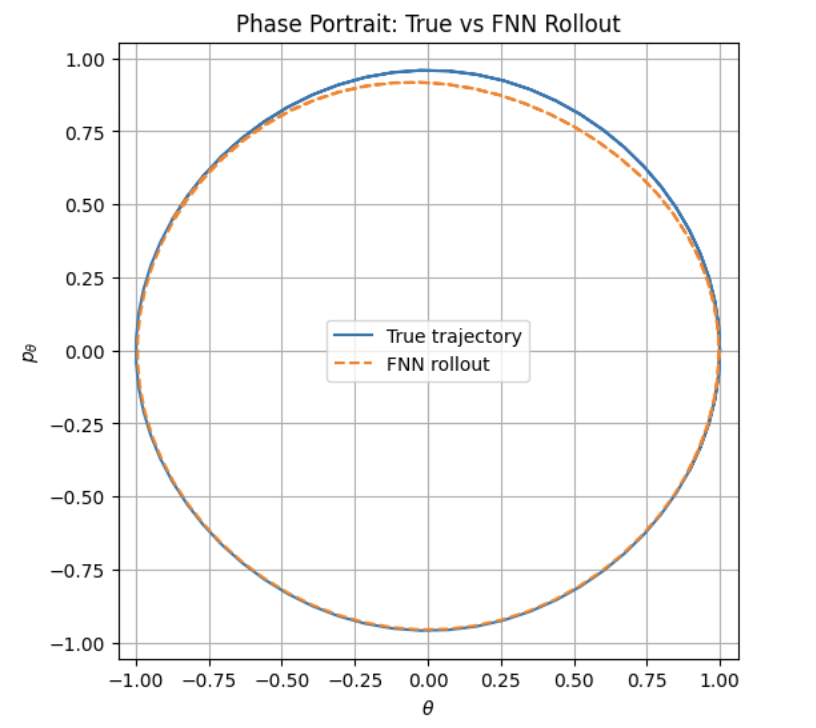 Phase Portrait: True vs FNN Rollout
1.00
0.75
0.50
0.25
0.00
−0.25
−0.50
−0.75
−1.00
pθ
True trajectory
FNN rollout
−1.00 −0.75 −0.50 −0.25 0.00 0.25 0.50 0.75 1.00
θ